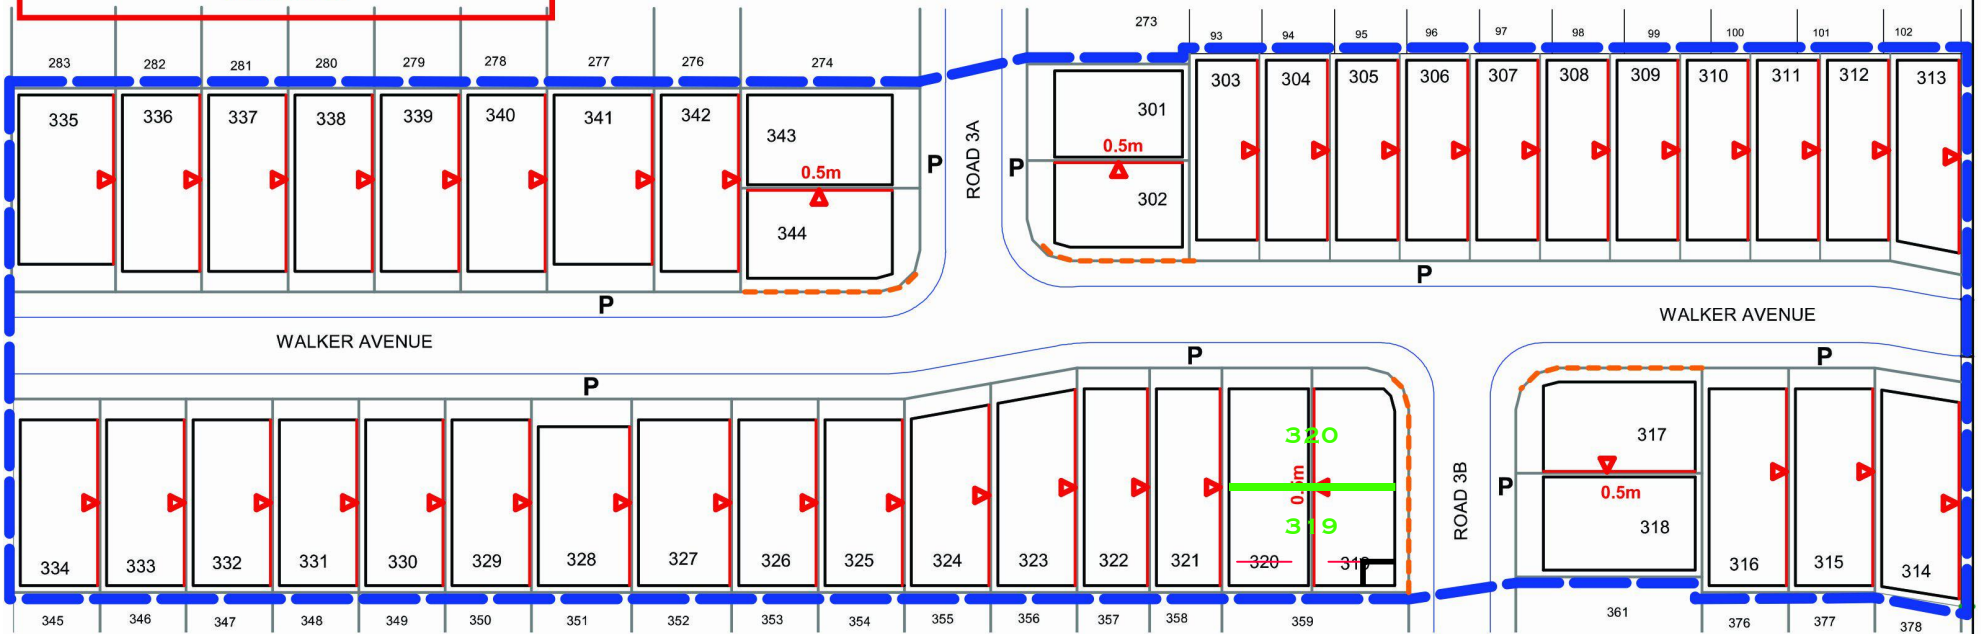 273
93 94 95 96 97 98 99 100 101 102
283 282 281 280 279 278 277 276 274
335 336 337 338 339 340 341 342 343
0.5m
344
P
ROAD 3A
P
301
0.5m
302
303 304 305 306 307 308 309 310 311 312 313
P
P
WALKER AVENUE
WALKER AVENUE
P
P
P
334 333 332 331 330 329 328 327 326 325 324 323 322 321 320 319
320
0.5m
319
ROAD 3B
P
317
0.5m
318
316 315 314
345 346 347 348 349 350 351 352 353 354 355 356 357 358 359
361
376 377 378